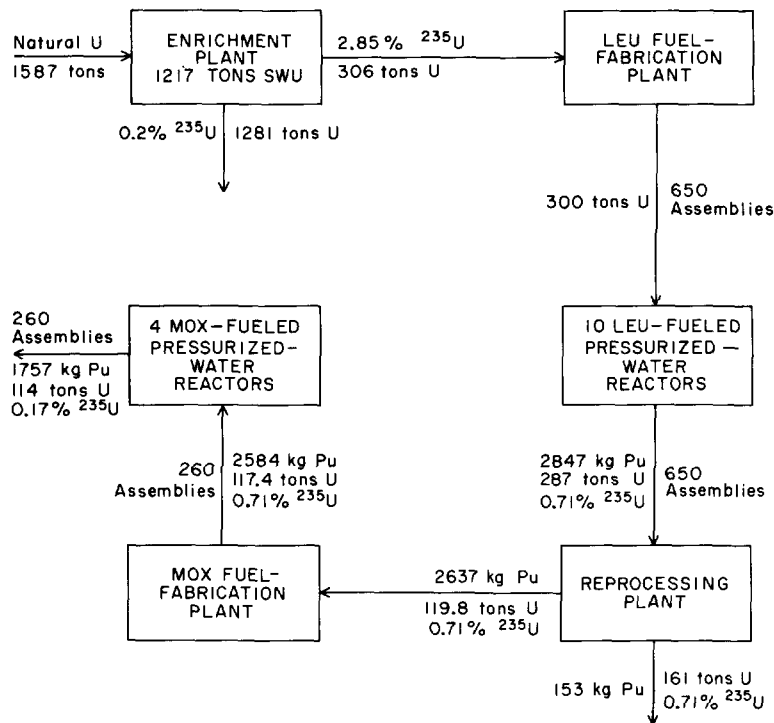 Natural U
1587 tons
ENRICHMENT
PLANT
1217 TONS SWU
2.85% ²³⁵U
306 tons U
LEU FUEL-
FABRICATION
PLANT
0.2% ²³⁵U
1281 tons U
300 tons U
650
Assemblies
260
Assemblies
1757 kg Pu
114 tons U
0.17% ²³⁵U
4 MOX-FUELED
PRESSURIZED-
WATER
REACTORS
10 LEU-FUELED
PRESSURIZED—
WATER
REACTORS
260
Assemblies
2584 kg Pu
117.4 tons U
0.71% ²³⁵U
2847 kg Pu
287 tons U
0.71% ²³⁵U
650
Assemblies
MOX FUEL-
FABRICATION
PLANT
2637 kg Pu
119.8 tons U
0.71% ²³⁵U
REPROCESSING
PLANT
153 kg Pu
161 tons U
0.71% ²³⁵U